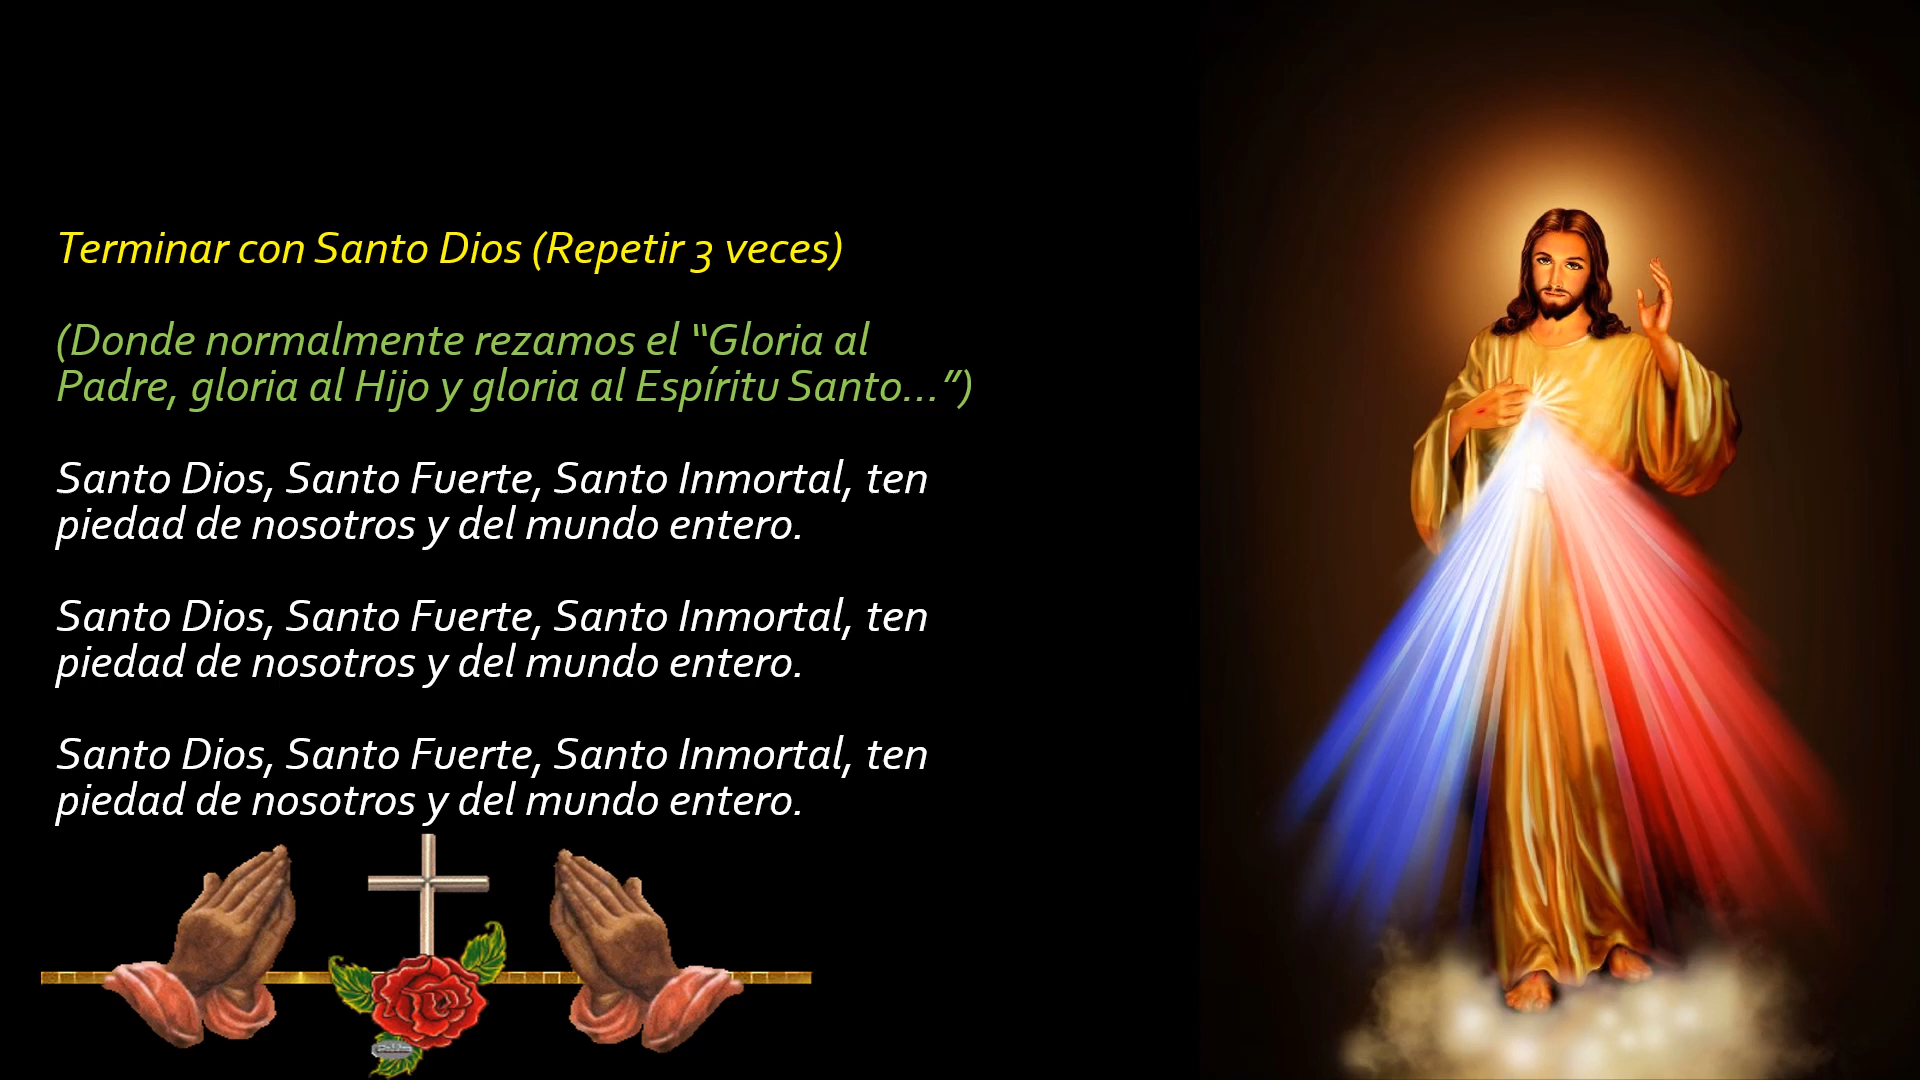 Terminar con Santo Dios (Repetir 3 veces)
(Donde normalmente rezamos el “Gloria al
Padre, gloria al Hijo y gloria al Espíritu Santo…”)
Santo Dios, Santo Fuerte, Santo Inmortal, ten
piedad de nosotros y del mundo entero.
Santo Dios, Santo Fuerte, Santo Inmortal, ten
piedad de nosotros y del mundo entero.
Santo Dios, Santo Fuerte, Santo Inmortal, ten
piedad de nosotros y del mundo entero.